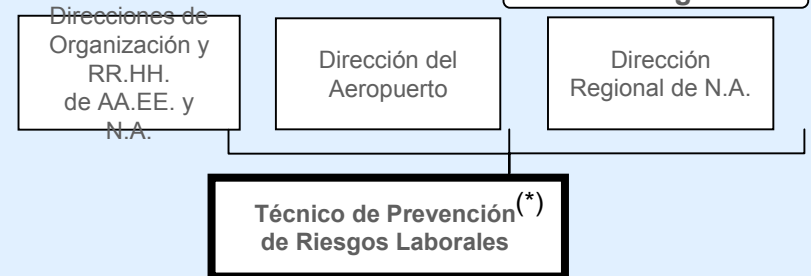 Direcciones de
Organización y
RR.HH.
de AA.EE. y
N.A.
Dirección del
Aeropuerto
Dirección
Regional de N.A.
Técnico de Prevención(*)
de Riesgos Laborales